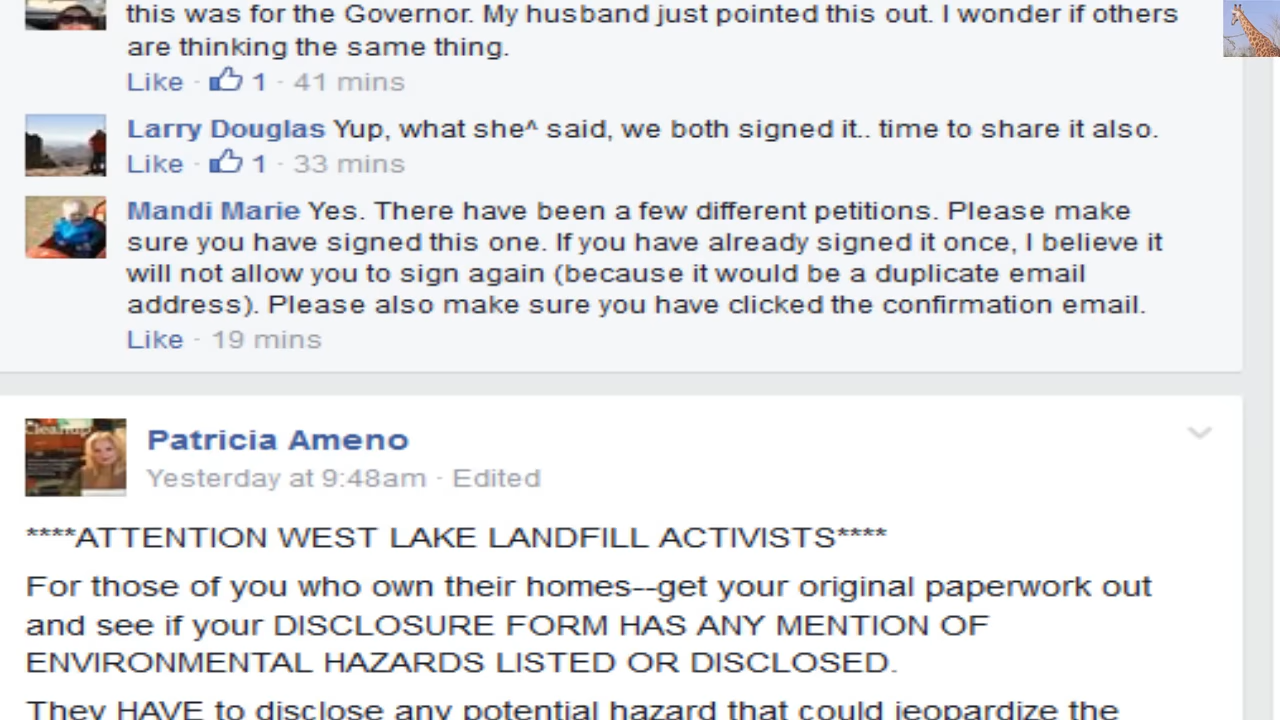 this was for the Governor. My husband just pointed this out. I wonder if others
are thinking the same thing.
Like · 1 · 41 mins
Larry Douglas Yup, what she^ said, we both signed it.. time to share it also.
Like · 1 · 33 mins
Mandi Marie Yes. There have been a few different petitions. Please make
sure you have signed this one. If you have already signed it once, I believe it
will not allow you to sign again (because it would be a duplicate email
address). Please also make sure you have clicked the confirmation email.
Like · 19 mins
Patricia Ameno
Yesterday at 9:48am · Edited
****ATTENTION WEST LAKE LANDFILL ACTIVISTS****
For those of you who own their homes--get your original paperwork out
and see if your DISCLOSURE FORM HAS ANY MENTION OF
ENVIRONMENTAL HAZARDS LISTED OR DISCLOSED.
They HAVE to disclose any potential hazard that could jeopardize the